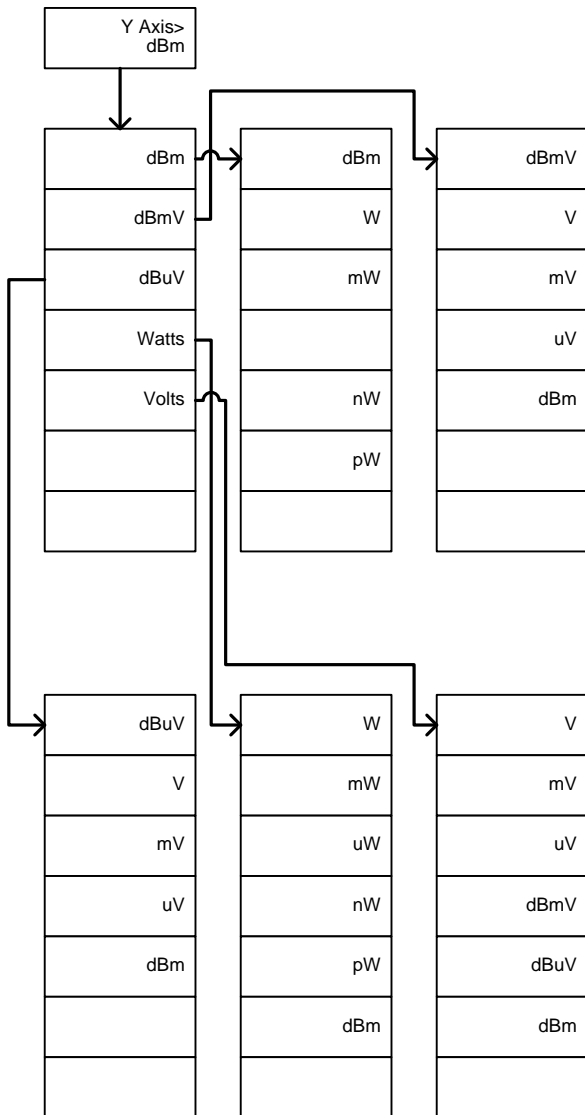 Y Axis>
dBm
dBm
dBmV
dBuV
Watts
Volts
dBm
W
mW
nW
pW
dBmV
V
mV
uV
dBm
dBuV
V
mV
uV
dBm
W
mW
uW
nW
pW
dBm
V
mV
uV
dBmV
dBuV
dBm